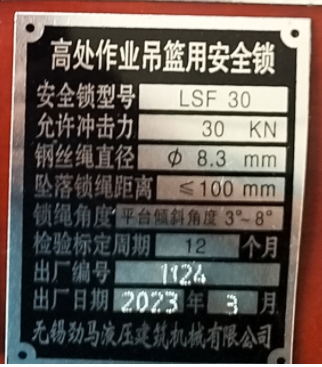 高处作业吊篮用安全锁
安全锁型号 LSF 30
允许冲击力 30 KN
钢丝绳直径 ϕ 8.3 mm
坠落锁绳距离 ≤100 mm
锁绳角度 平台倾斜角度 3°~8°
检验标定周期 12 个月
出厂编号 1124
出厂日期 2023 年 3 月
无锡劲马液压建筑机械有限公司